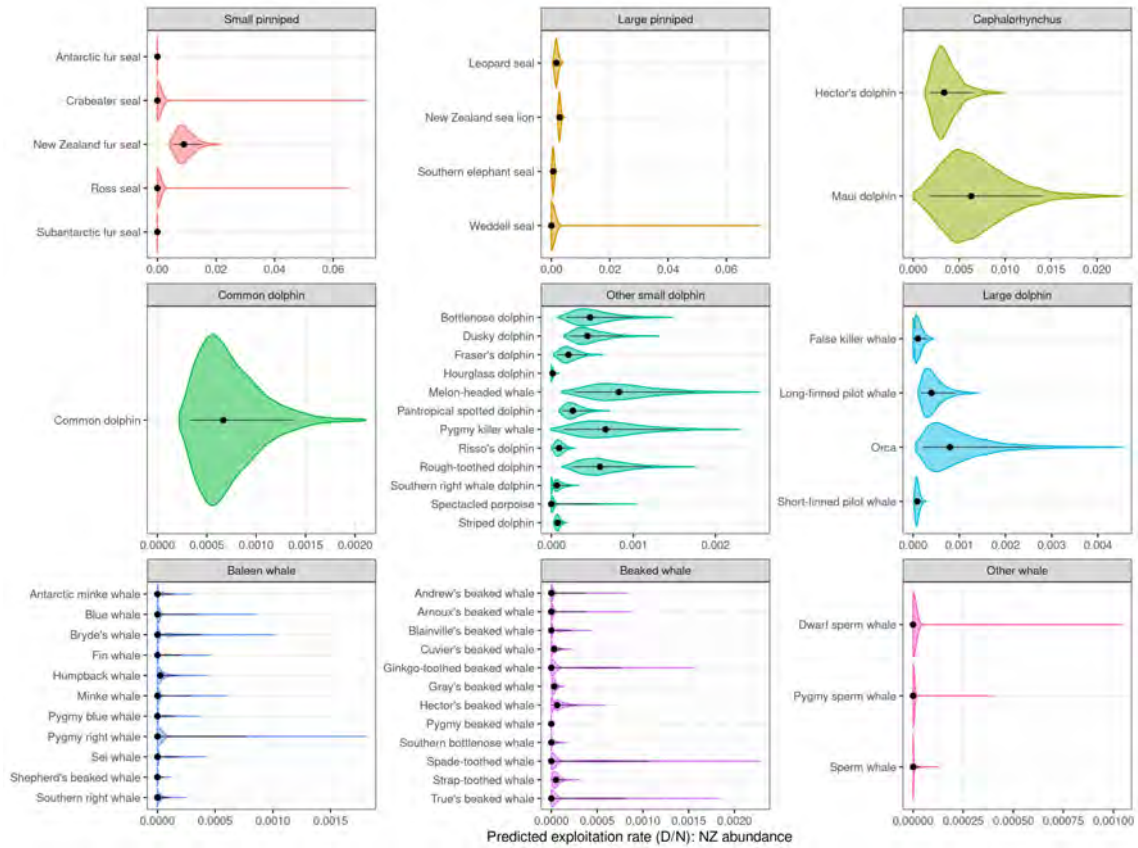 Small pinniped
Antarctic fur seal
Crabeater seal
New Zealand fur seal
Ross seal
Subantarctic fur seal
0.00 0.02 0.04 0.06
Large pinniped
Leopard seal
New Zealand sea lion
Southern elephant seal
Weddell seal
0.00 0.02 0.04 0.06
Cephalorhynchus
Hector's dolphin
Maui dolphin
0.000 0.005 0.010 0.015 0.020
Common dolphin
Common dolphin
0.0000 0.0005 0.0010 0.0015 0.0020
Other small dolphin
Bottlenose dolphin
Dusky dolphin
Fraser's dolphin
Hourglass dolphin
Melon-headed whale
Pantropical spotted dolphin
Pygmy killer whale
Risso's dolphin
Rough-toothed dolphin
Southern right whale dolphin
Spectacled porpoise
Striped dolphin
0.000 0.001 0.002
Large dolphin
False killer whale
Long-finned pilot whale
Orca
Short-finned pilot whale
0.000 0.001 0.002 0.003 0.004
Baleen whale
Antarctic minke whale
Blue whale
Bryde's whale
Fin whale
Humpback whale
Minke whale
Pygmy blue whale
Pygmy right whale
Sei whale
Shepherd's beaked whale
Southern right whale
0.0000 0.0005 0.0010 0.0015
Beaked whale
Andrew's beaked whale
Arnoux's beaked whale
Blainville's beaked whale
Cuvier's beaked whale
Ginkgo-toothed beaked whale
Gray's beaked whale
Hector's beaked whale
Pygmy beaked whale
Southern bottlenose whale
Spade-toothed whale
Strap-toothed whale
True's beaked whale
0.0000 0.0005 0.0010 0.0015 0.0020
Other whale
Dwarf sperm whale
Pygmy sperm whale
Sperm whale
0.00000 0.00025 0.00050 0.00075 0.00100
Predicted exploitation rate (D/N): NZ abundance